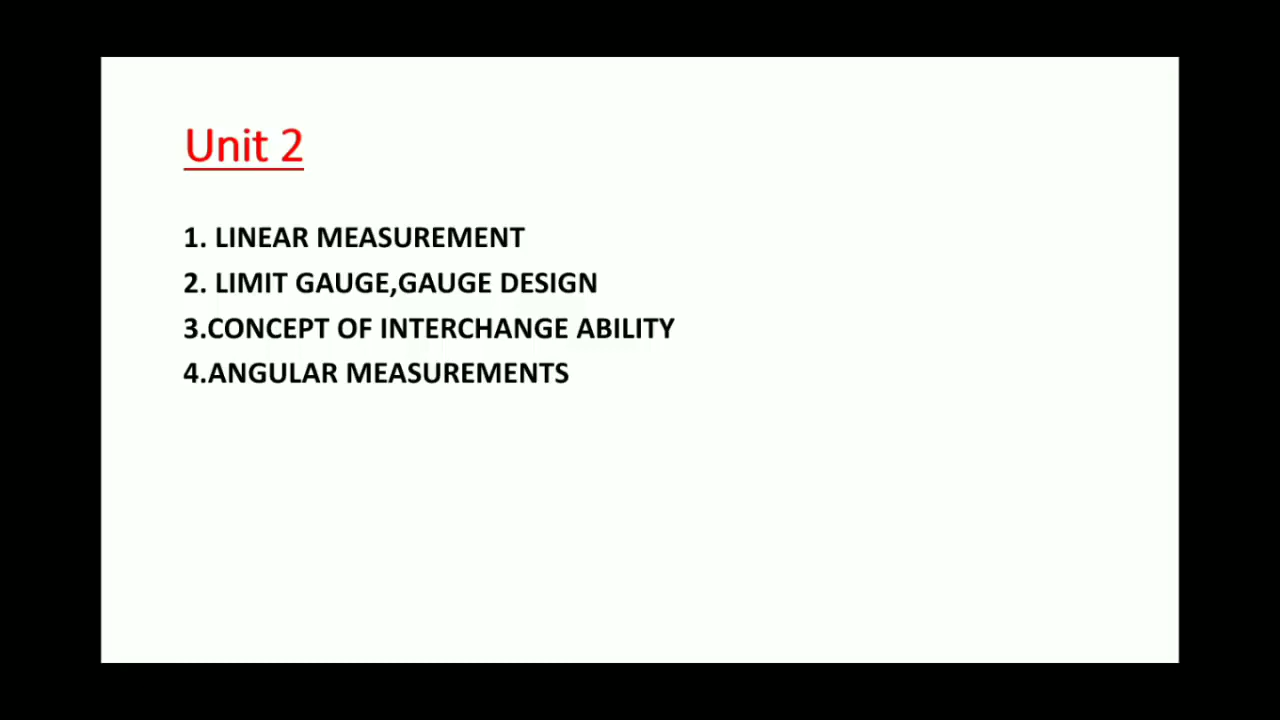 Unit 2
1. LINEAR MEASUREMENT
2. LIMIT GAUGE,GAUGE DESIGN
3.CONCEPT OF INTERCHANGE ABILITY
4.ANGULAR MEASUREMENTS